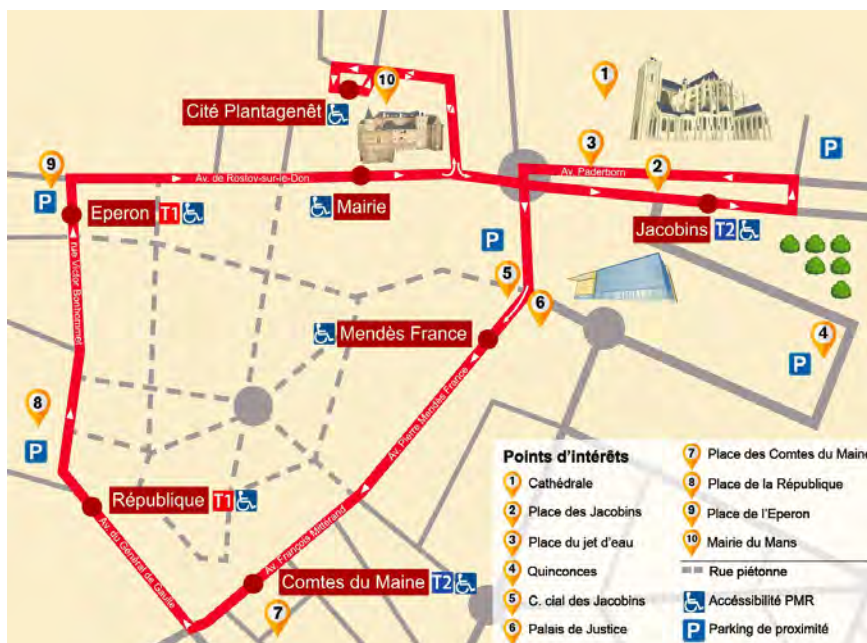 10
1
Cité Plantagenêt
3
P
9
Av. de Rostov-sur-le-Don
Av. Paderborn
2
P
Eperon T1
Mairie
Jacobins T2
rue Victor Bonhommet
P
5
6
Mendès France
4
P
8
P
Av. Pierre Mendès France
République T1
Av. du Général de Gaulle
Av. François Mittérand
Comtes du Maine T2
7
Points d'intérêts
1 Cathédrale
2 Place des Jacobins
3 Place du jet d'eau
4 Quinconces
5 C. cial des Jacobins
6 Palais de Justice
7 Place des Comtes du Maine
8 Place de la République
9 Place de l'Eperon
10 Mairie du Mans
Rue piétonne
Accéssibilité PMR
P Parking de proximité